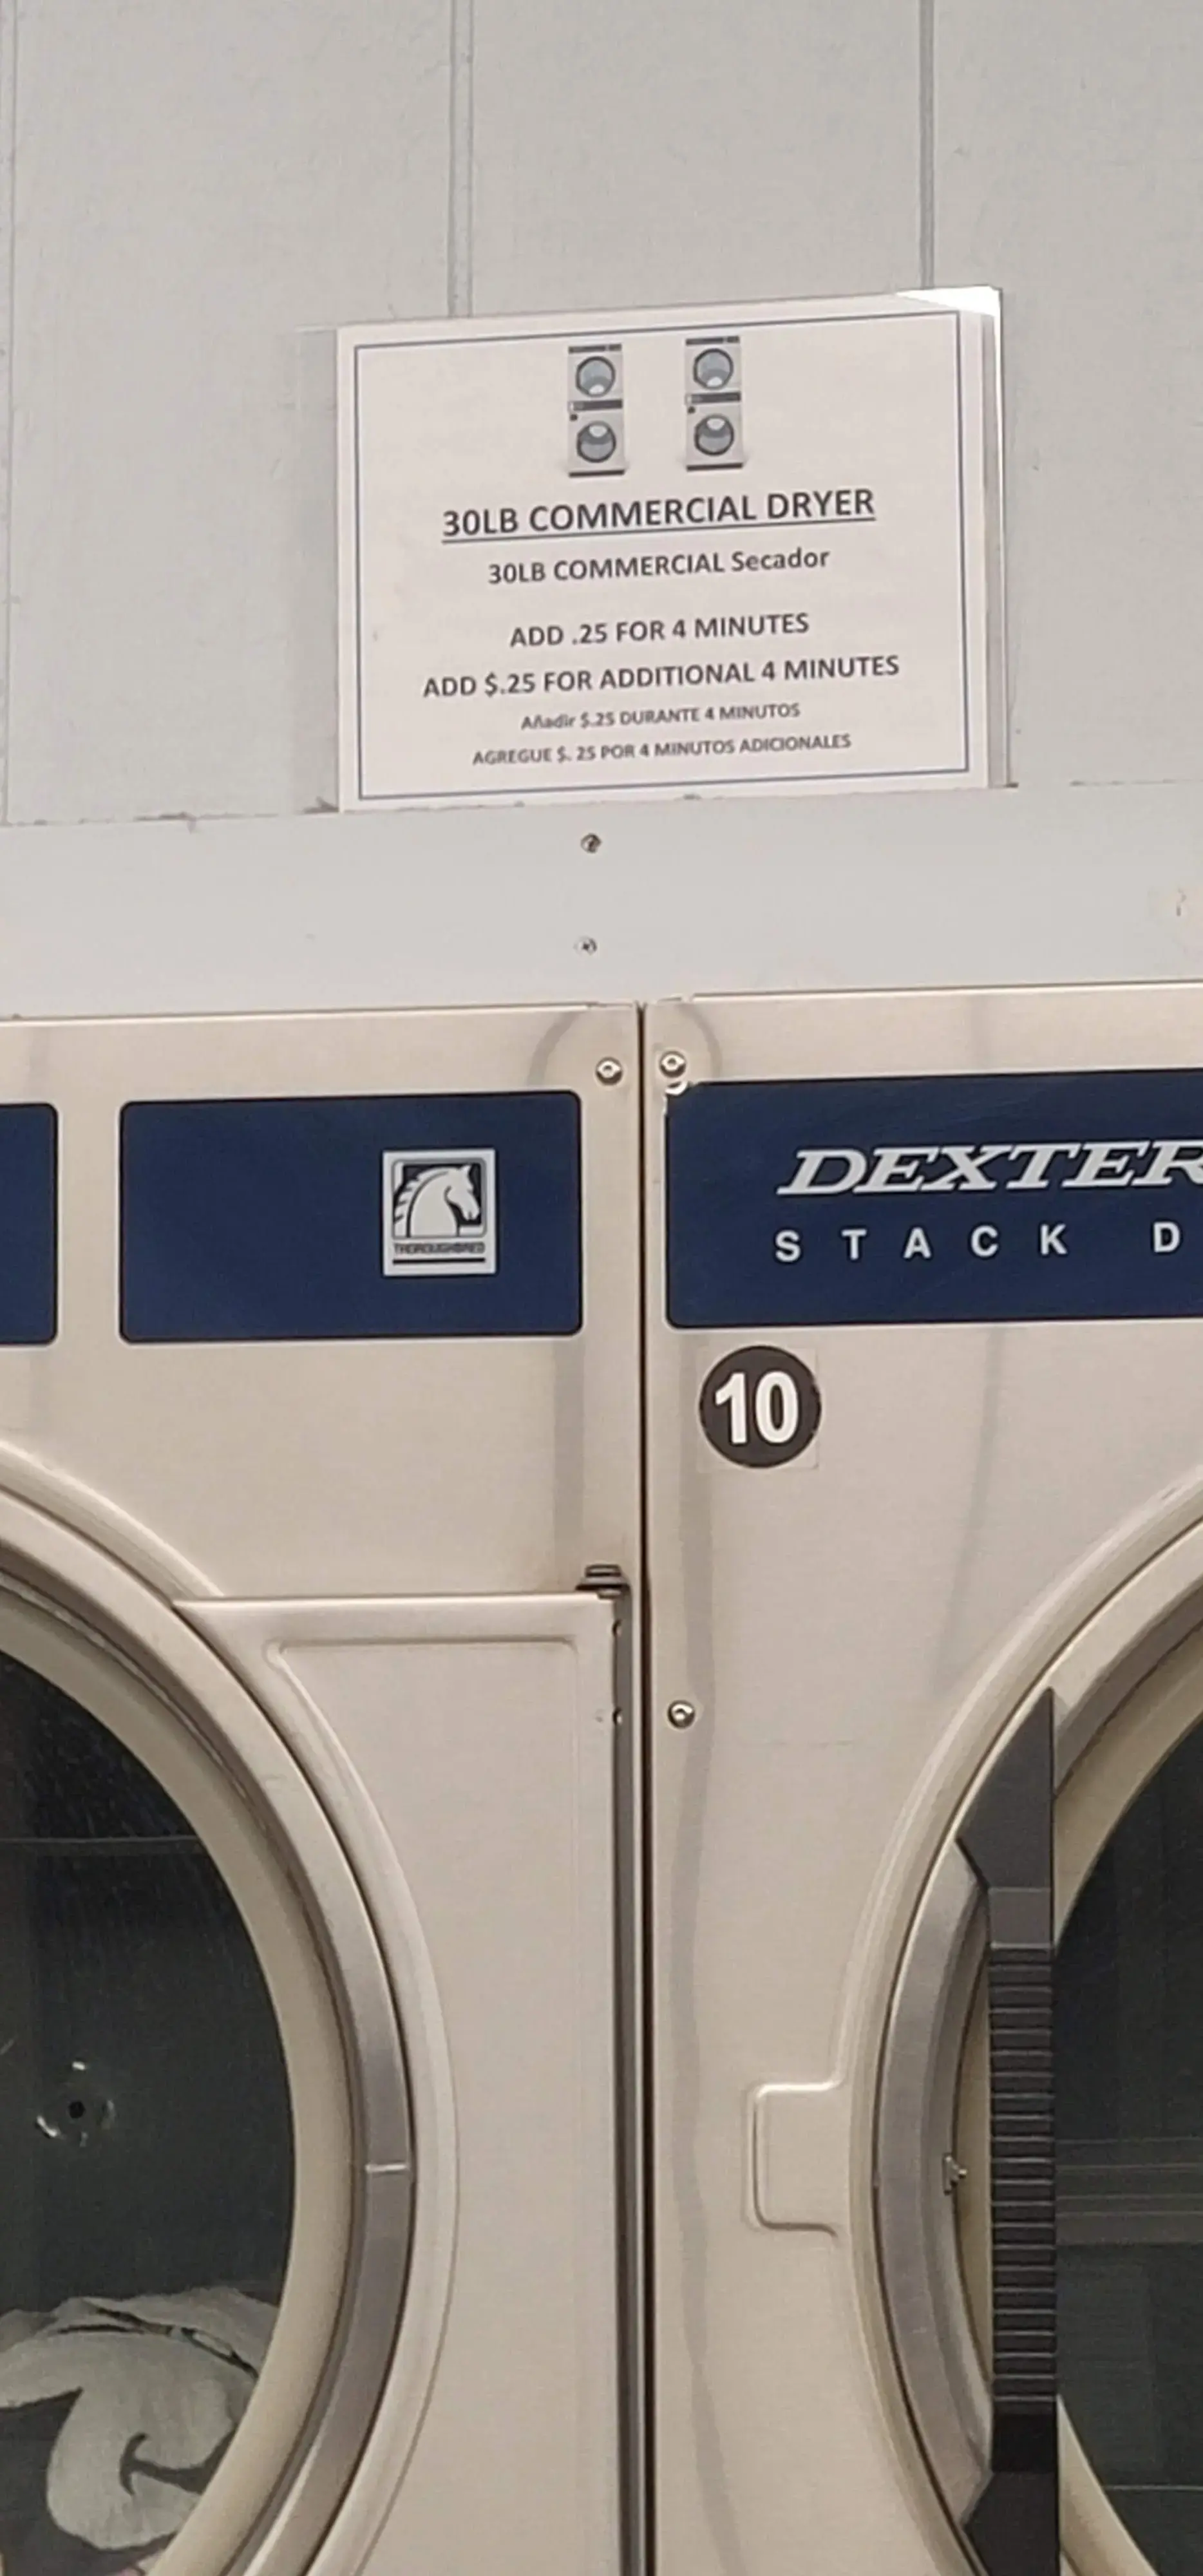 30LB COMMERCIAL DRYER
30LB COMMERCIAL Secador
ADD .25 FOR 4 MINUTES
ADD $.25 FOR ADDITIONAL 4 MINUTES
Añadir $.25 DURANTE 4 MINUTOS
AGREGUE $. 25 POR 4 MINUTOS ADICIONALES
THOROUGHBRED
DEXTER
STACK D
10